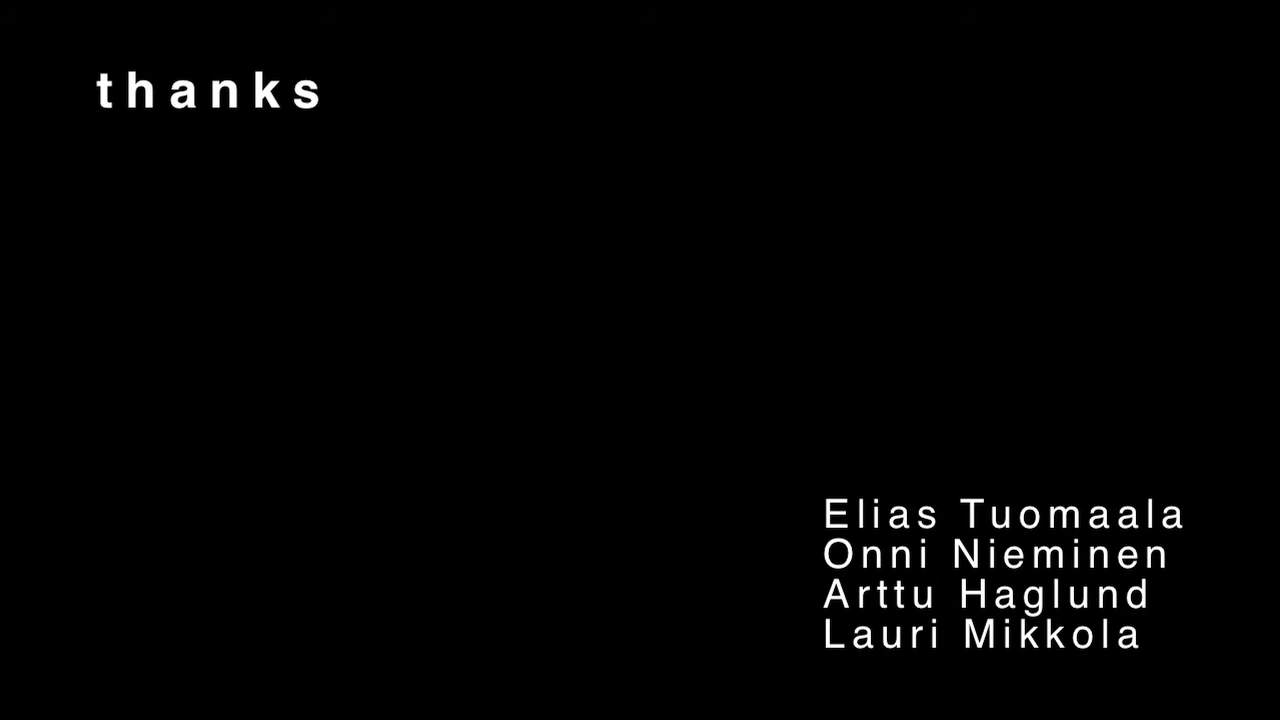 thanks
Elias Tuomaala
Onni Nieminen
Arttu Haglund
Lauri Mikkola